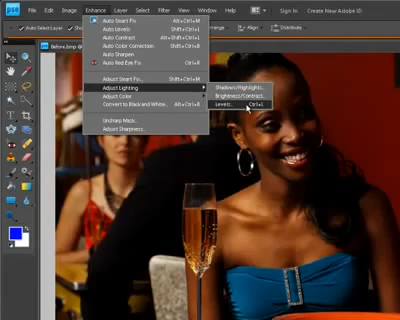 pse File Edit Image Enhance Layer Select Filter View Window Help Sign In Create New Adobe ID
Auto Select Layer Arrange Distribute
Before.bmp @
Auto Smart Fix Alt+Ctrl+M
Auto Levels Shift+Ctrl+L
Auto Contrast Alt+Shift+Ctrl+L
Auto Color Correction Shift+Ctrl+B
Auto Sharpen
Auto Red Eye Fix Ctrl+R
Adjust Smart Fix... Shift+Ctrl+M
Adjust Lighting
Adjust Color
Convert to Black and White... Alt+Ctrl+B
Unsharp Mask...
Adjust Sharpness...
Shadows/Highlights...
Brightness/Contrast...
Levels... Ctrl+L